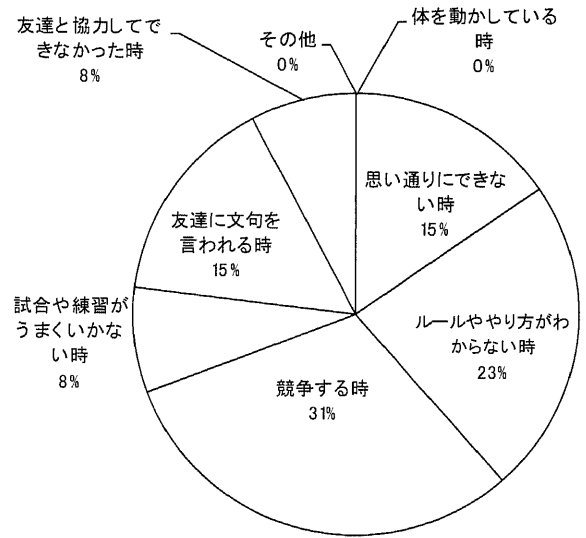 友達と協力してで
きなかった時
8%
その他
0%
体を動かしている
時
0%
思い通りにできな
い時
15%
友達に文句を
言われる時
15%
試合や練習が
うまくいかな
い時
8%
ルールややり方がわ
からない時
23%
競争する時
31%